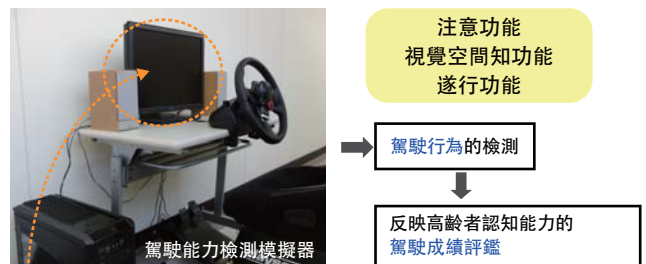 注意功能
視覺空間知功能
遂行功能
駕駛行為的檢測
反映高齡者認知能力的
駕駛成績評鑑
駕駛能力檢測模擬器